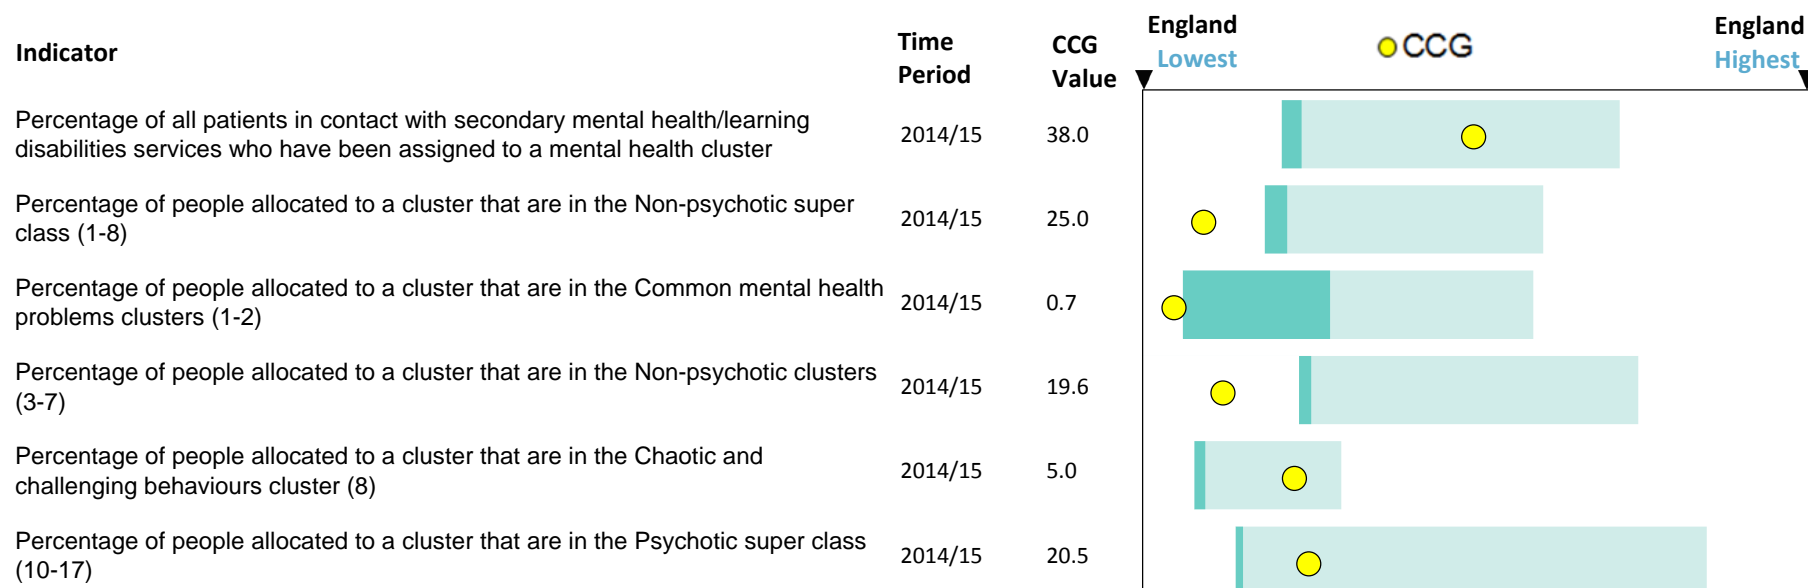 Indicator
Time Period
CCG Value
England Lowest
CCG
England Highest
Percentage of all patients in contact with secondary mental health/learning
disabilities services who have been assigned to a mental health cluster
2014/15
38.0
Percentage of people allocated to a cluster that are in the Non-psychotic super
class (1-8)
2014/15
25.0
Percentage of people allocated to a cluster that are in the Common mental health
problems clusters (1-2)
2014/15
0.7
Percentage of people allocated to a cluster that are in the Non-psychotic clusters
(3-7)
2014/15
19.6
Percentage of people allocated to a cluster that are in the Chaotic and
challenging behaviours cluster (8)
2014/15
5.0
Percentage of people allocated to a cluster that are in the Psychotic super class
(10-17)
2014/15
20.5